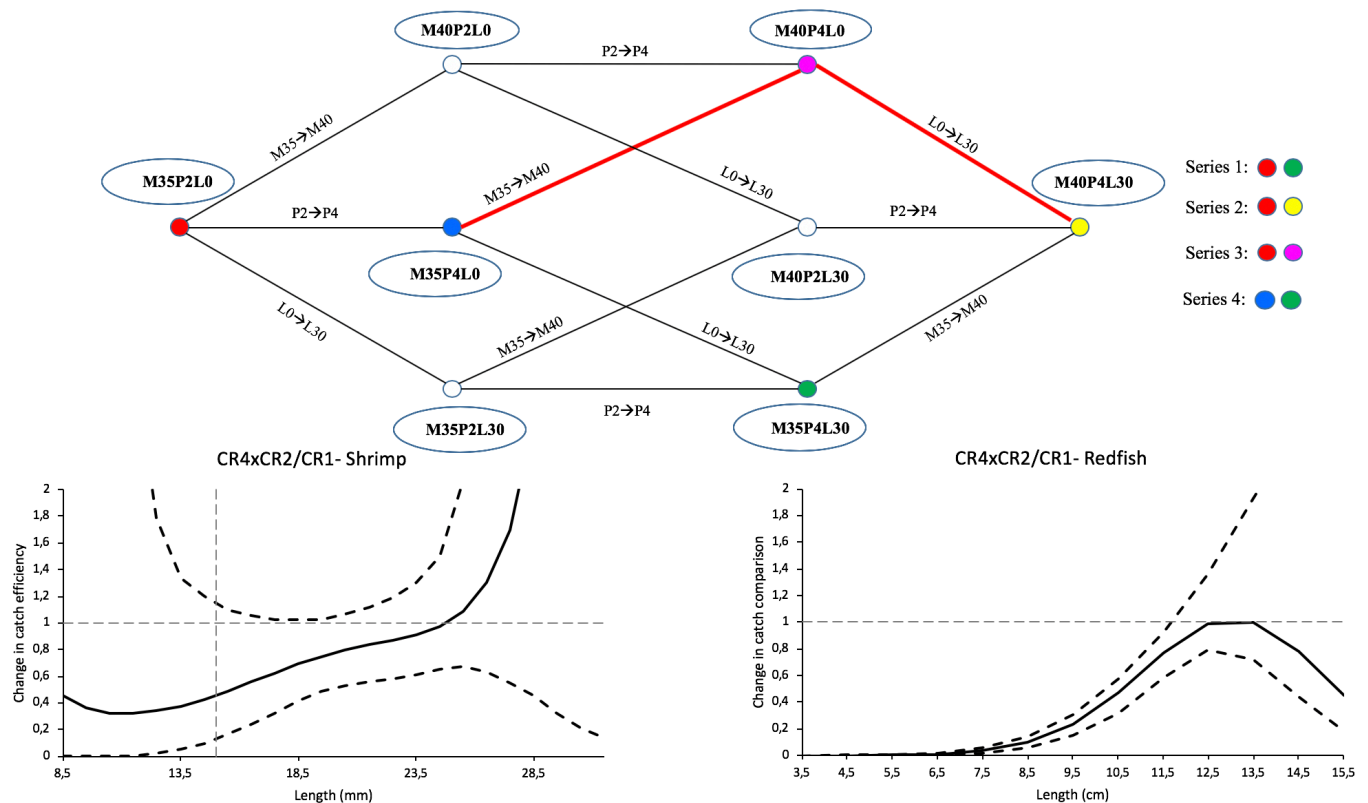 M40P2L0
M40P4L0
P2→P4
M35→M40
M35→M40
L0→L30
L0→L30
M35P2L0
M40P4L30
Series 1:
Series 2:
Series 3:
Series 4:
P2→P4
P2→P4
M35P4L0
M40P2L30
L0→L30
M35→M40
L0→L30
M35→M40
P2→P4
M35P2L30
M35P4L30
CR4xCR2/CR1- Shrimp
Change in catch efficiency
2
1,8
1,6
1,4
1,2
1
0,8
0,6
0,4
0,2
0
8,5 13,5 18,5 23,5 28,5
Length (mm)
CR4xCR2/CR1- Redfish
Change in catch comparison
2
1,8
1,6
1,4
1,2
1
0,8
0,6
0,4
0,2
0
3,5 4,5 5,5 6,5 7,5 8,5 9,5 10,5 11,5 12,5 13,5 14,5 15,5
Length (cm)